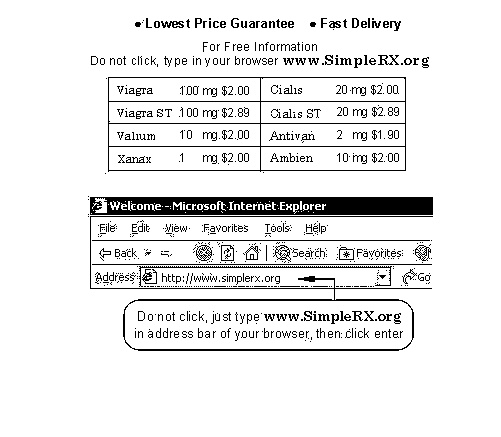 ● Lowest Price Guarantee ● Fast Delivery
For Free Information
Do not click, type in your browser www.SimpleRX.org
Viagra 100 mg $2.00 Cialis 20 mg $2.00
Viagra ST 100 mg $2.89 Cialis ST 20 mg $2.89
Valium 10 mg $2.00 Antivan 2 mg $1.90
Xanax 1 mg $2.00 Ambien 10 mg $2.00
Welcome - Microsoft Internet Explorer
File Edit View Favorites Tools Help
Back Search Favorites
Address http://www.simplerx.org Go
Do not click, just type www.SimpleRX.org
in address bar of your browser, then click enter